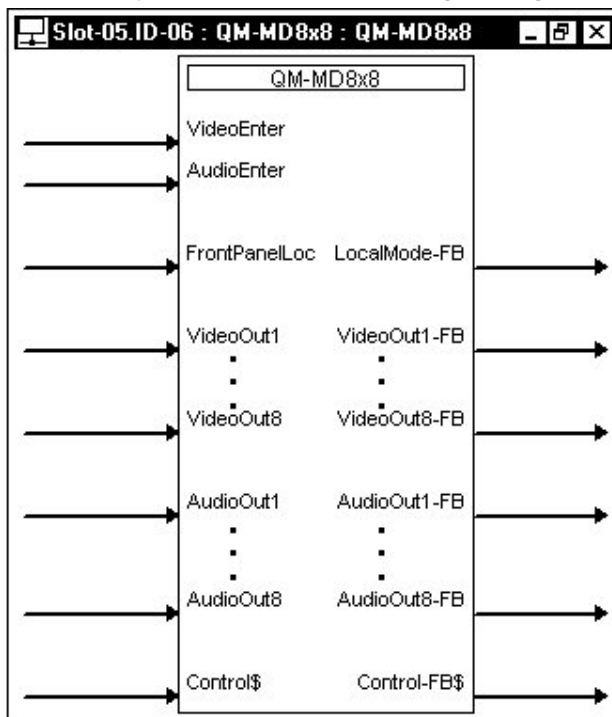 Slot-05.ID-06 : QM-MD8x8 : QM-MD8x8
QM-MD8x8
VideoEnter
AudioEnter
FrontPanelLoc LocalMode-FB
VideoOut1 VideoOut1-FB
VideoOut8 VideoOut8-FB
AudioOut1 AudioOut1-FB
AudioOut8 AudioOut8-FB
Control$ Control-FB$